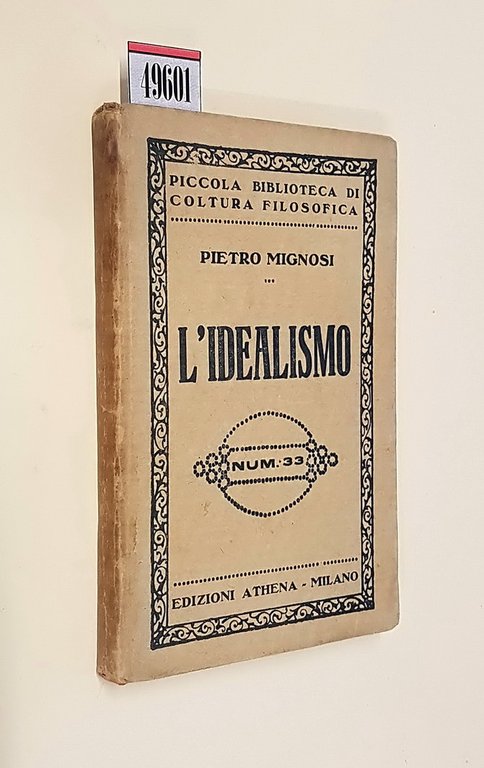 49601
PICCOLA BIBLIOTECA DI
COLTURA FILOSOFICA
PIETRO MIGNOSI
L'IDEALISMO
NUM. 33
EDIZIONI ATHENA - MILANO